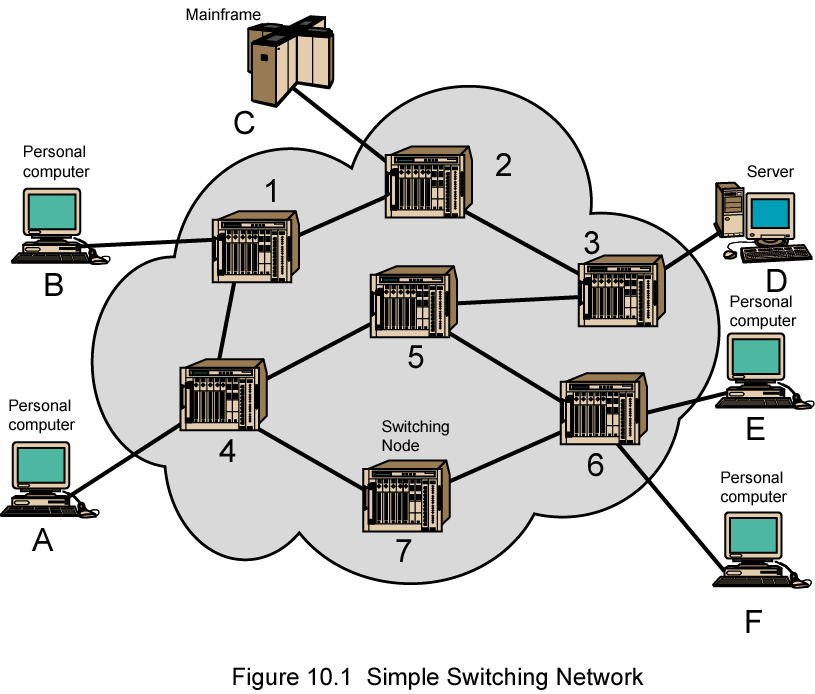 Mainframe
C
2
Personal
computer
1
B
Server
3
D
Personal
computer
5
E
Personal
computer
4
A
Switching
Node
6
7
Personal
computer
F
Figure 10.1 Simple Switching Network